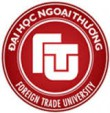 ĐẠI HỌC NGOẠI THƯƠNG
FTU
FOREIGN TRADE UNIVERSITY